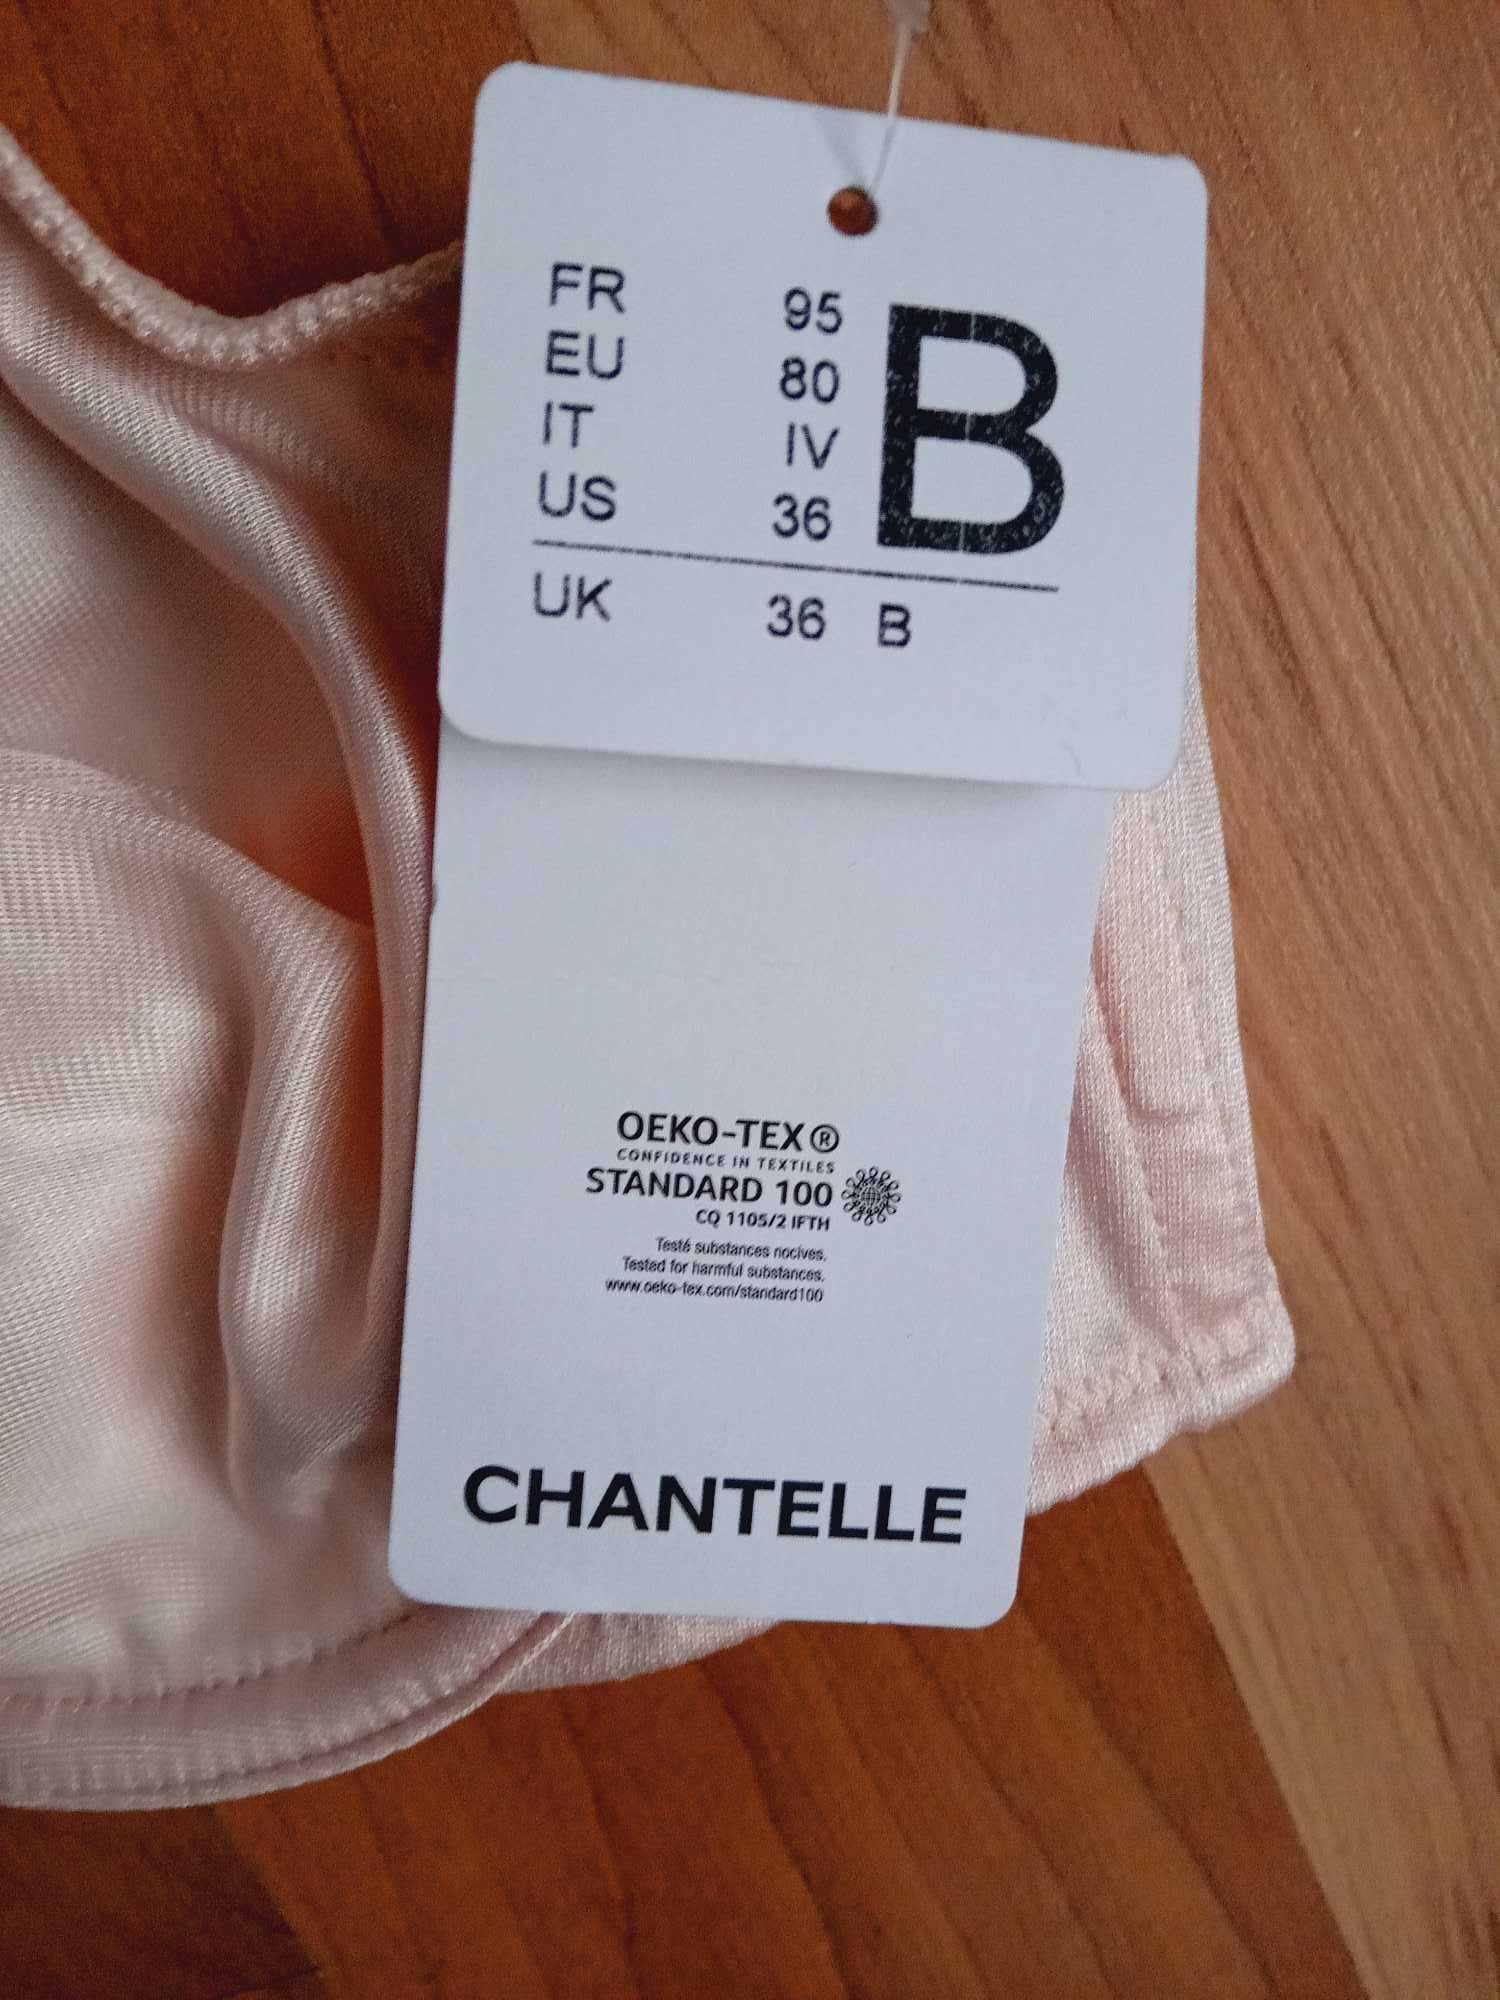 FR 95 B
EU 80
IT IV
US 36
UK 36 B
OEKO-TEX®
CONFIDENCE IN TEXTILES
STANDARD 100
CQ 1105/2 IFTH
Testé substances nocives.
Tested for harmful substances.
www.oeko-tex.com/standard100
CHANTELLE